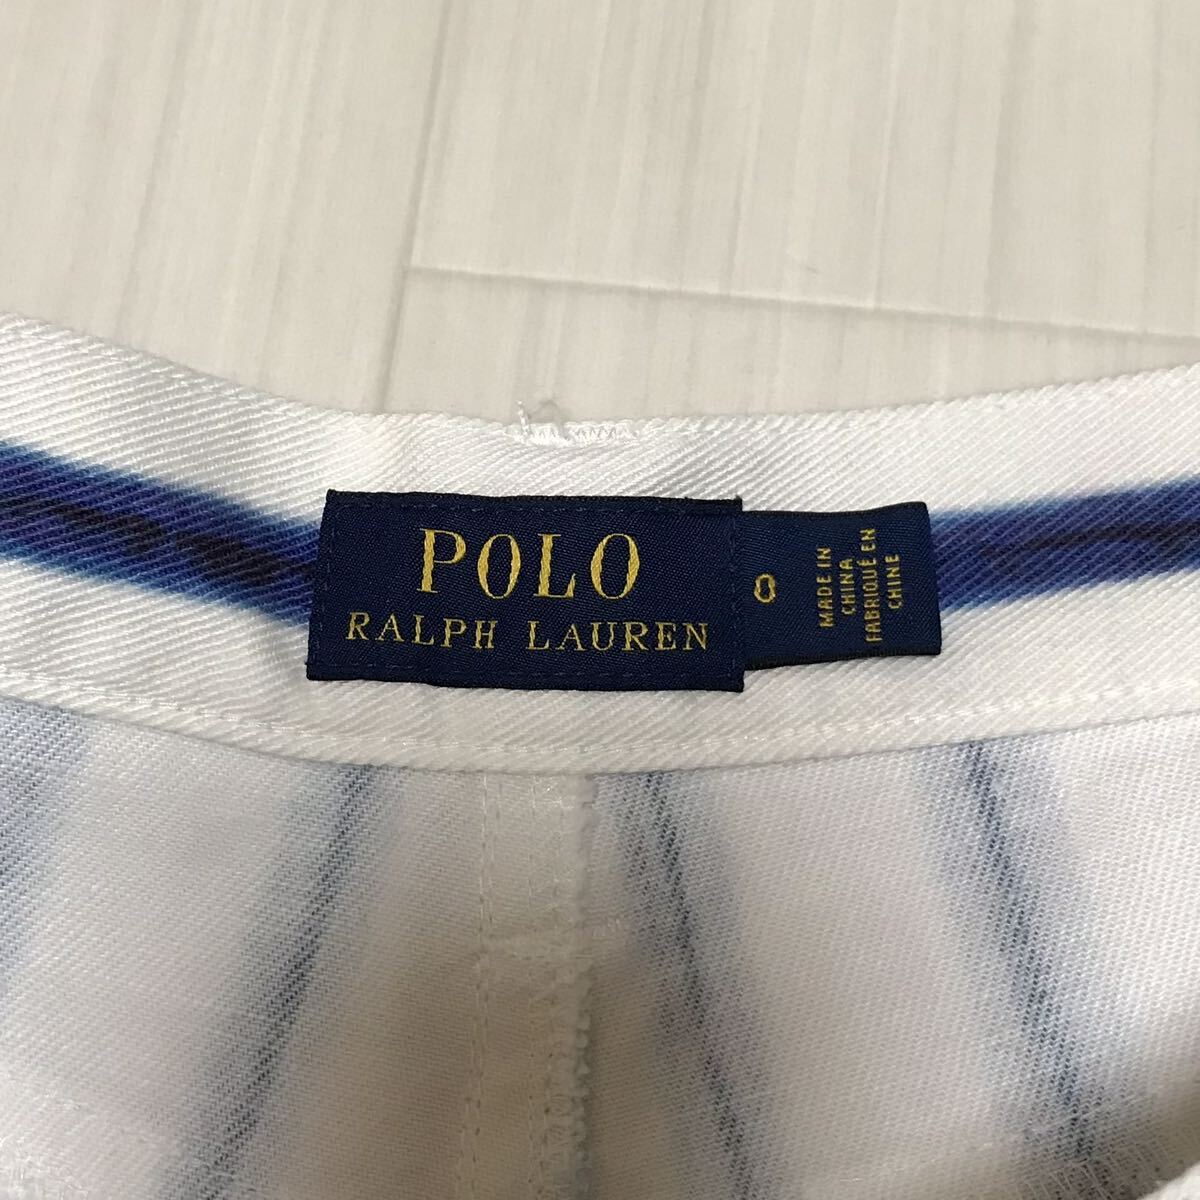 POLO
RALPH LAUREN
0
MADE IN
CHINA
FABRIQUÉ EN
CHINE